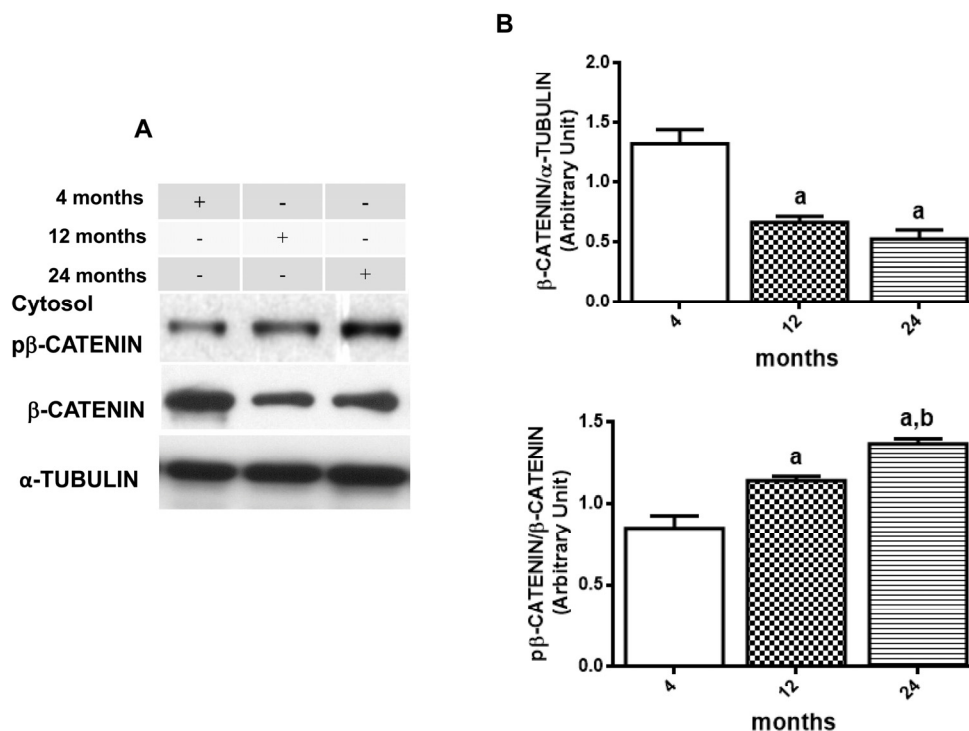 A
4 months + - -
12 months - + -
24 months - - +
Cytosol
pβ-CATENIN
β-CATENIN
α-TUBULIN
B
β-CATENIN/α-TUBULIN
(Arbitrary Unit)
2.0
1.5
1.0
0.5
0.0
a
a
4 12 24
months
pβ-CATENIN/β-CATENIN
(Arbitrary Unit)
1.5
1.0
0.5
0.0
a
a,b
4 12 24
months